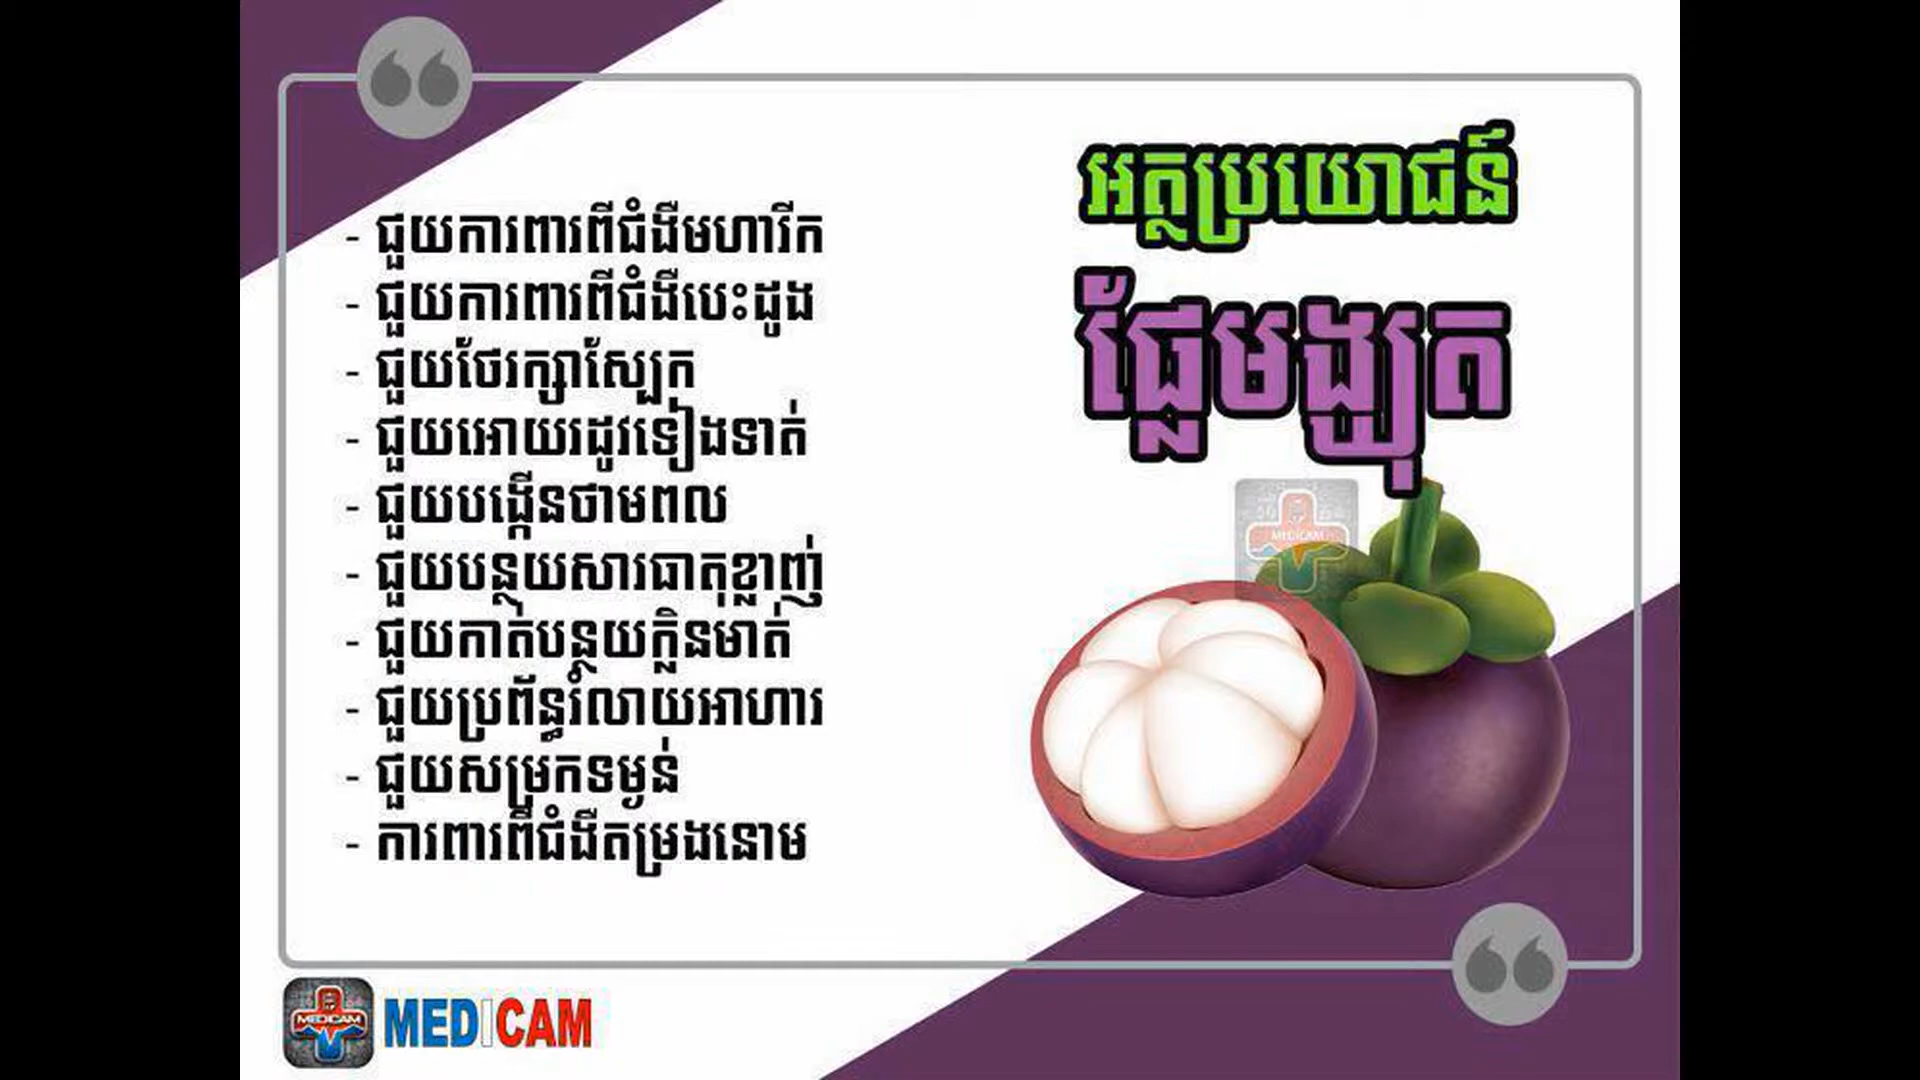 អត្ថប្រយោជន៍
ផ្លែមង្ឃុត
- ជួយការពារពីជំងឺមហារីក
- ជួយការពារពីជំងឺបេះដូង
- ជួយថែរក្សាស្បែក
- ជួយអោយរដូវទៀងទាត់
- ជួយបង្កើនថាមពល
- ជួយបន្ថយសារធាតុខ្លាញ់
- ជួយកាត់បន្ថយក្លិនមាត់
- ជួយប្រព័ន្ធរំលាយអាហារ
- ជួយសម្រកទម្ងន់
- ការពារពីជំងឺតម្រងនោម
MEDICAM
MEDICAM
MEDICAM